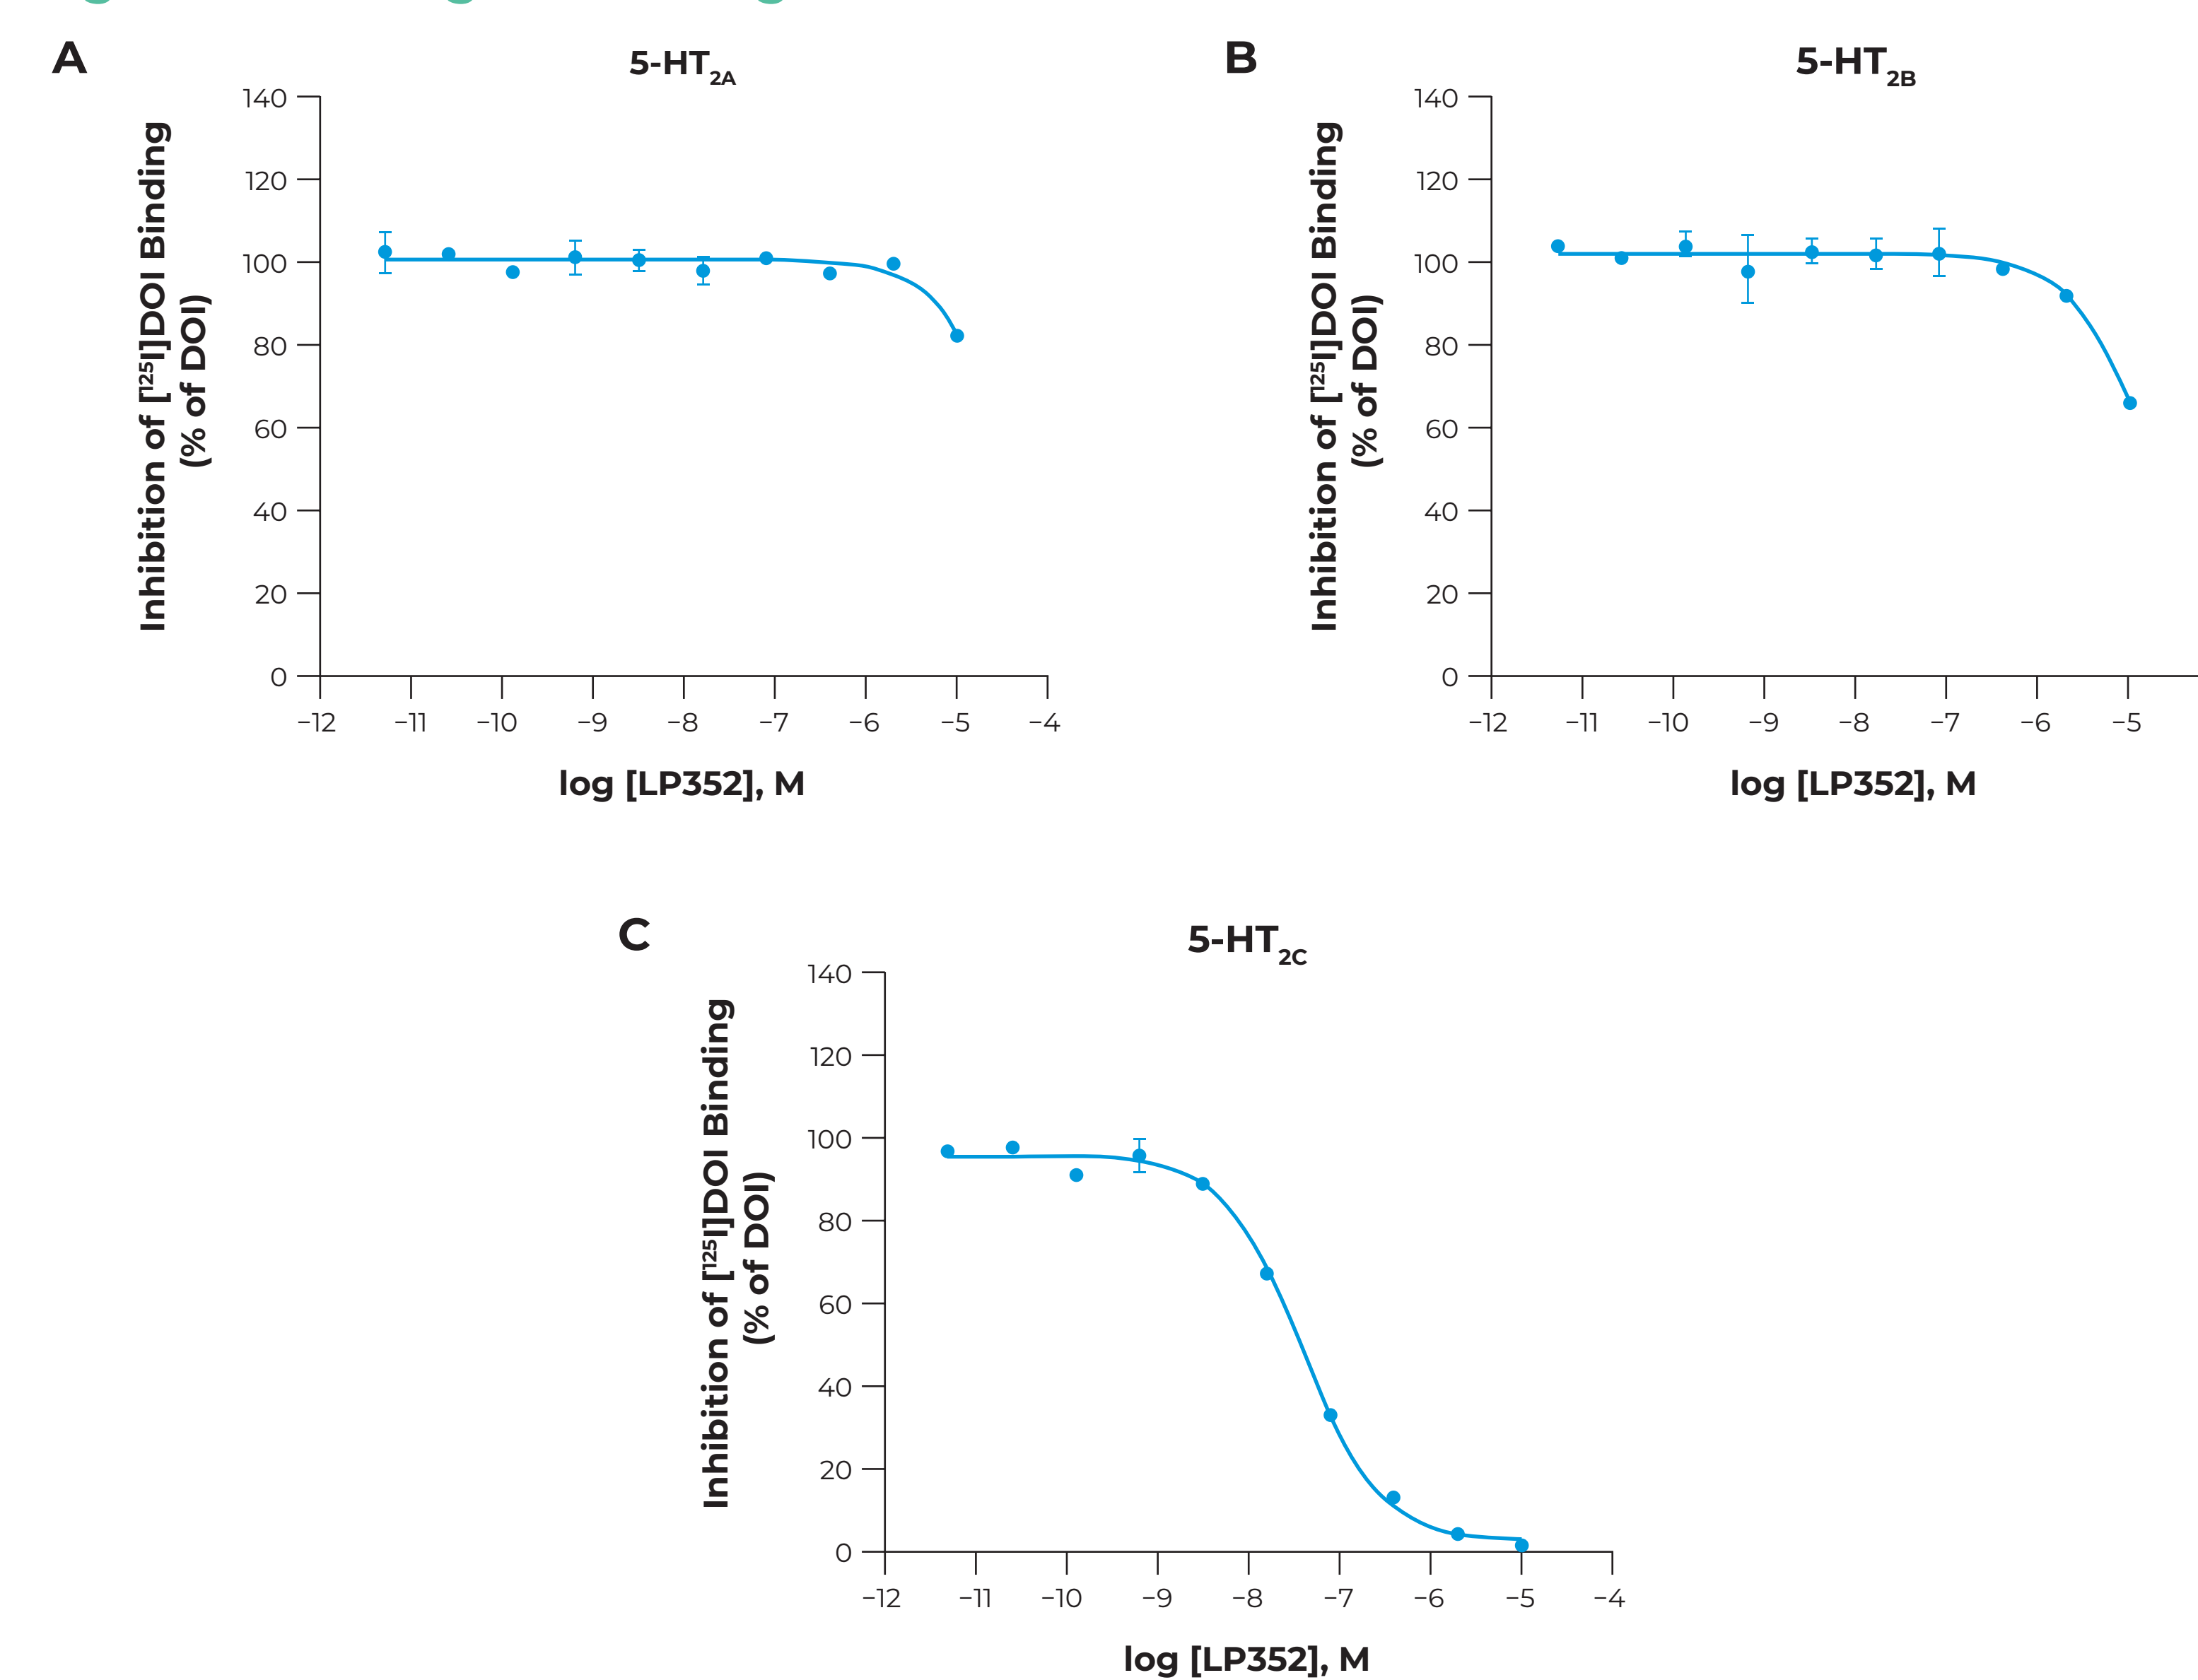 A
5-HT2A
Inhibition of [125I]DOI Binding
(% of DOI)
140
120
100
80
60
40
20
0
−12 −11 −10 −9 −8 −7 −6 −5 −4
log [LP352], M
B
5-HT2B
Inhibition of [125I]DOI Binding
(% of DOI)
140
120
100
80
60
40
20
0
−12 −11 −10 −9 −8 −7 −6 −5
log [LP352], M
C
5-HT2C
Inhibition of [125I]DOI Binding
(% of DOI)
140
120
100
80
60
40
20
0
−12 −11 −10 −9 −8 −7 −6 −5 −4
log [LP352], M